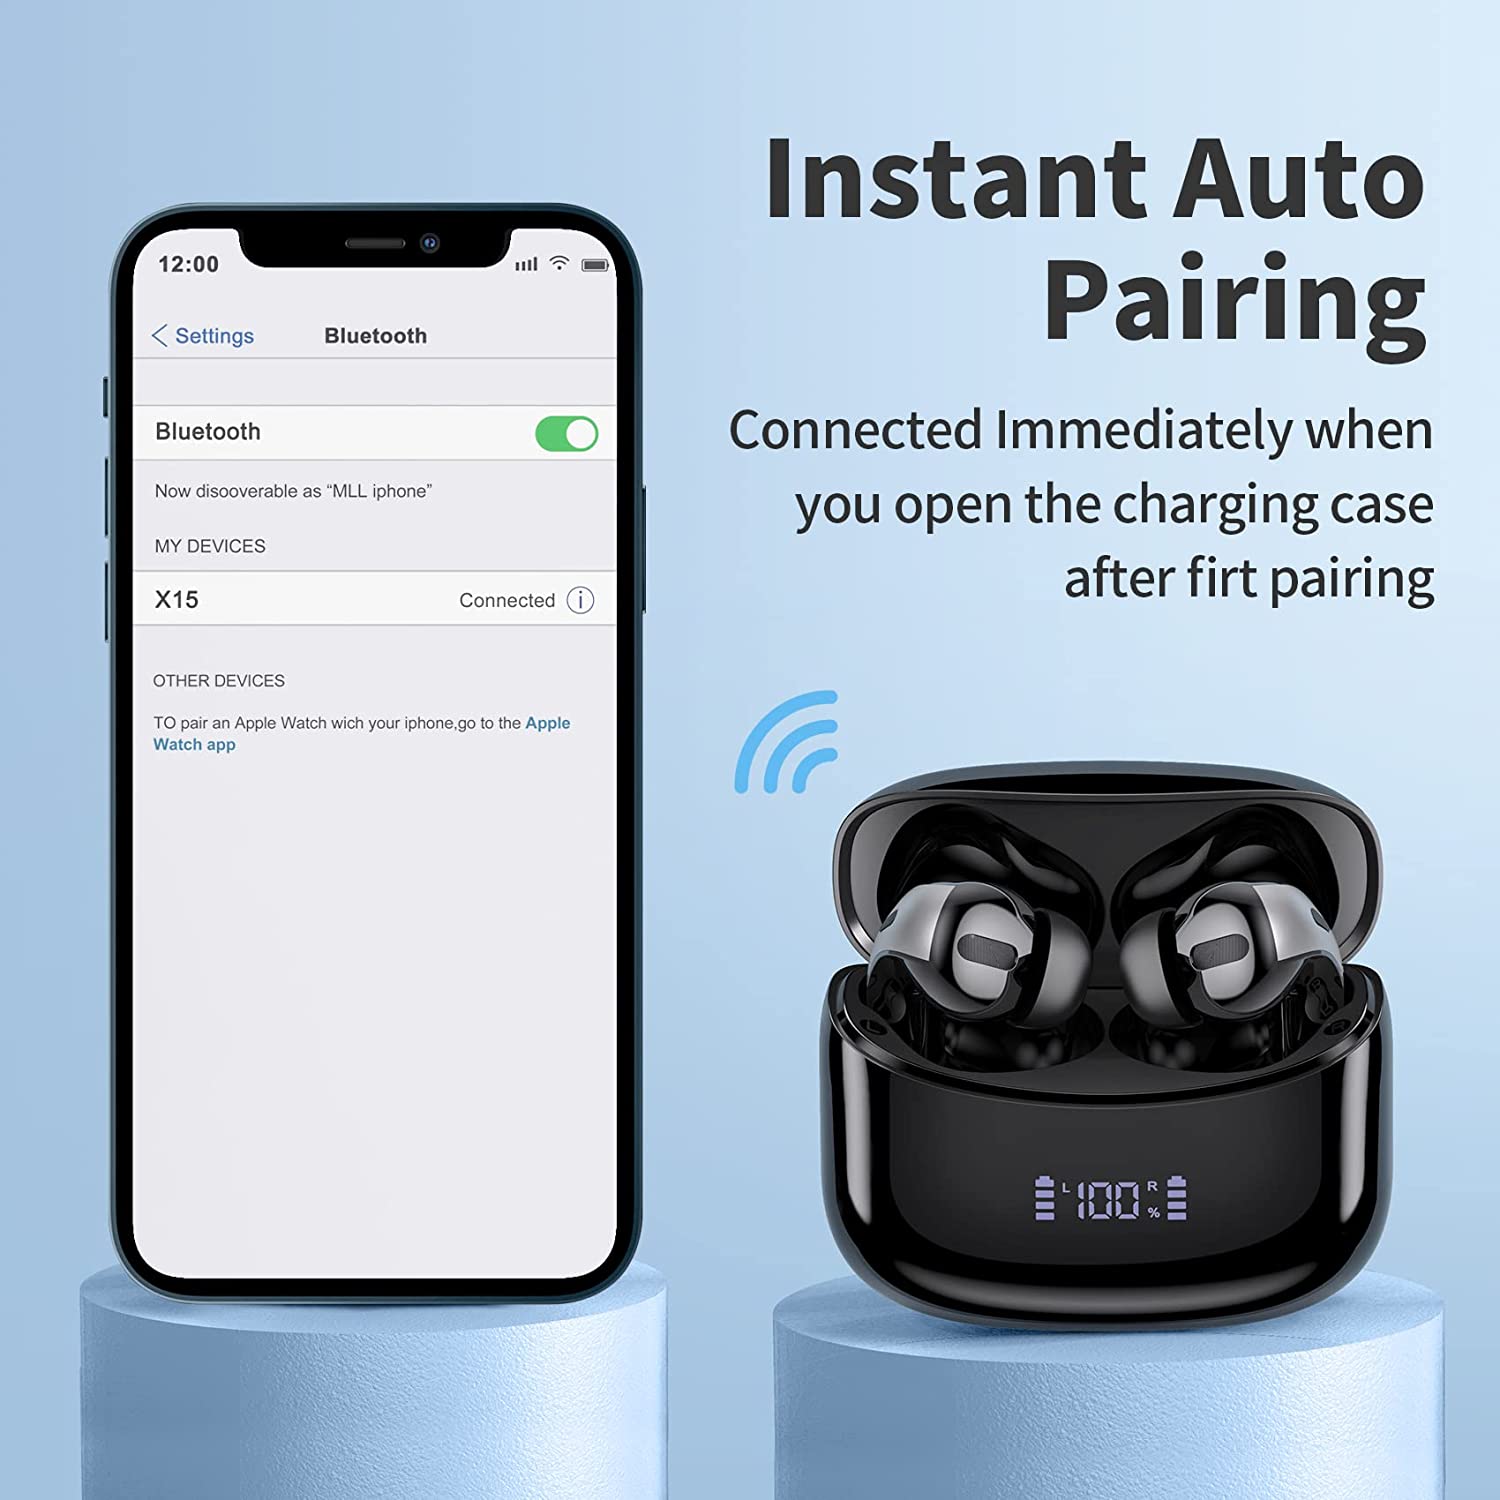 Instant Auto
Pairing
Connected Immediately when
you open the charging case
after firt pairing
12:00
Settings
Bluetooth
Bluetooth
Now disooverable as “MLL iphone”
MY DEVICES
X15
Connected
OTHER DEVICES
TO pair an Apple Watch wich your iphone,go to the Apple
Watch app
L 100 % R
L
R